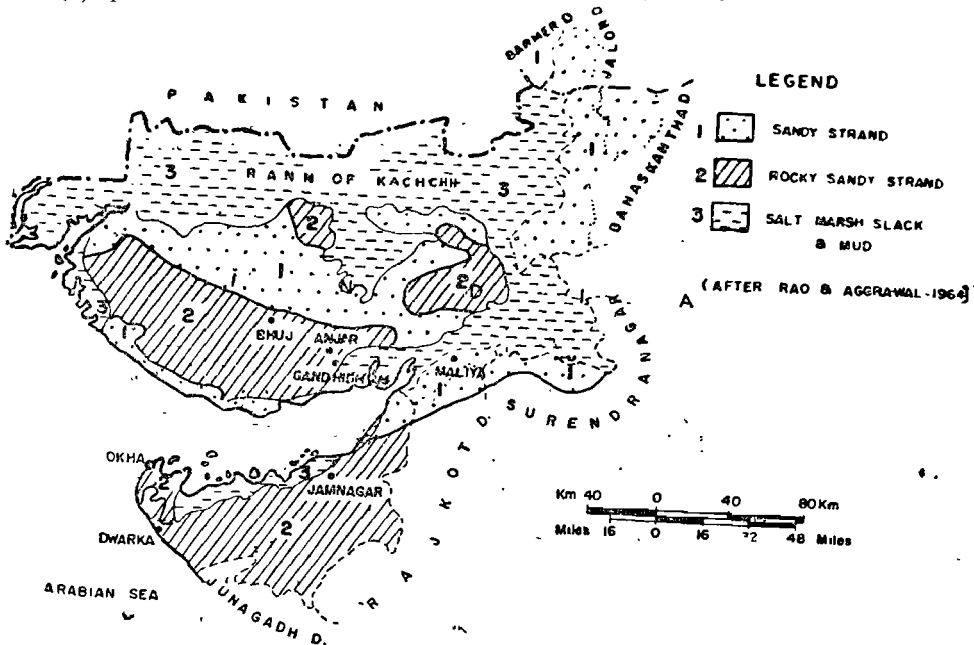 BARMER D
JALOR D
1
PAKISTAN
LEGEND
1 SANDY STRAND
2 ROCKY SANDY STRAND
3 SALT MARSH SLACK
a MUD
(AFTER RAO & AGGRAWAL-1964)
BANASKANTHA D
1
3
RANN OF KACHCHH
3
2
1
1
2
2
3
1
BHUJ
ANJAR
GANDHIDHAM
MALIYA
1
1
1
SURENDRANAGAR
RAJKOT D
OKHA
2
3
JAMNAGAR
2
DWARKA
ARABIAN SEA
JUNAGADH D.
Km 40 0 40 80 Km
Miles 16 0 16 32 48 Miles